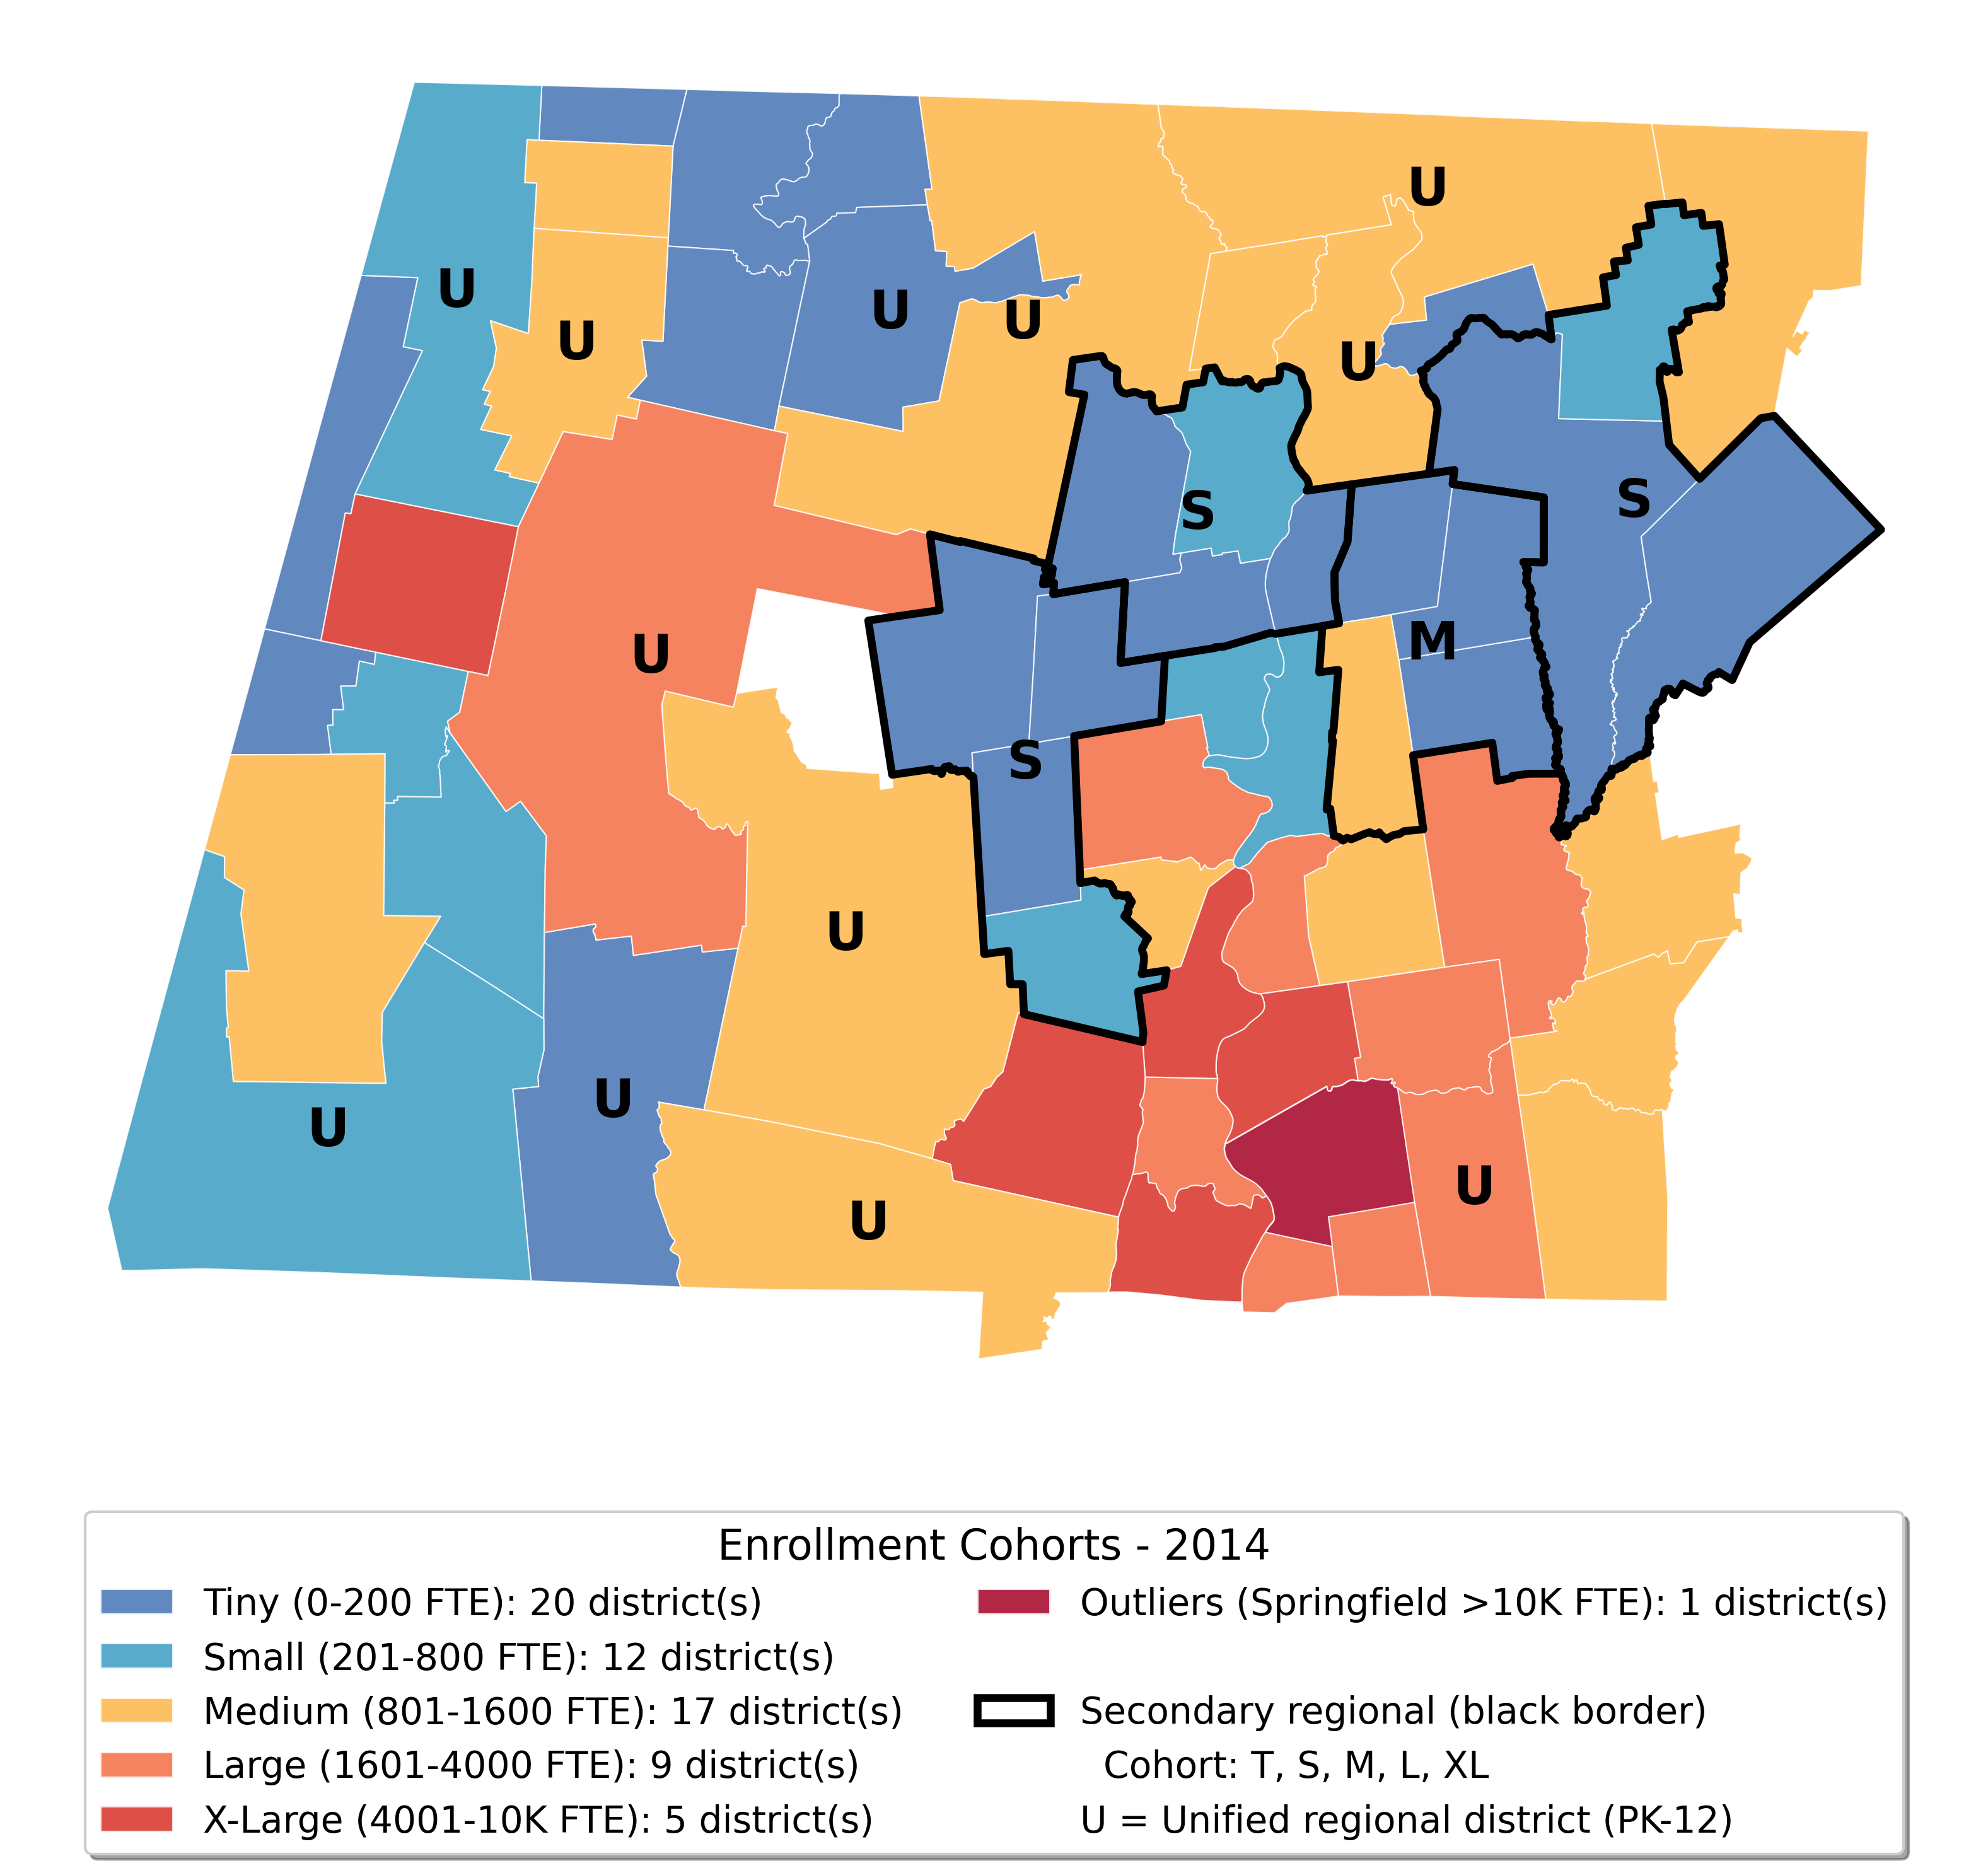 U
U
U
U
U
U
S
S
U
M
S
U
U
U
U
U
Enrollment Cohorts - 2014
Tiny (0-200 FTE): 20 district(s)
Small (201-800 FTE): 12 district(s)
Medium (801-1600 FTE): 17 district(s)
Large (1601-4000 FTE): 9 district(s)
X-Large (4001-10K FTE): 5 district(s)
Outliers (Springfield >10K FTE): 1 district(s)
Secondary regional (black border)
Cohort: T, S, M, L, XL
U = Unified regional district (PK-12)